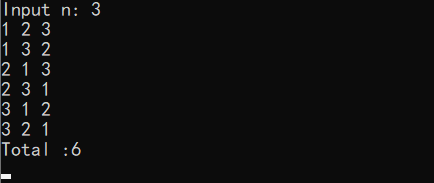 Input n: 3
1 2 3
1 3 2
2 1 3
2 3 1
3 1 2
3 2 1
Total :6